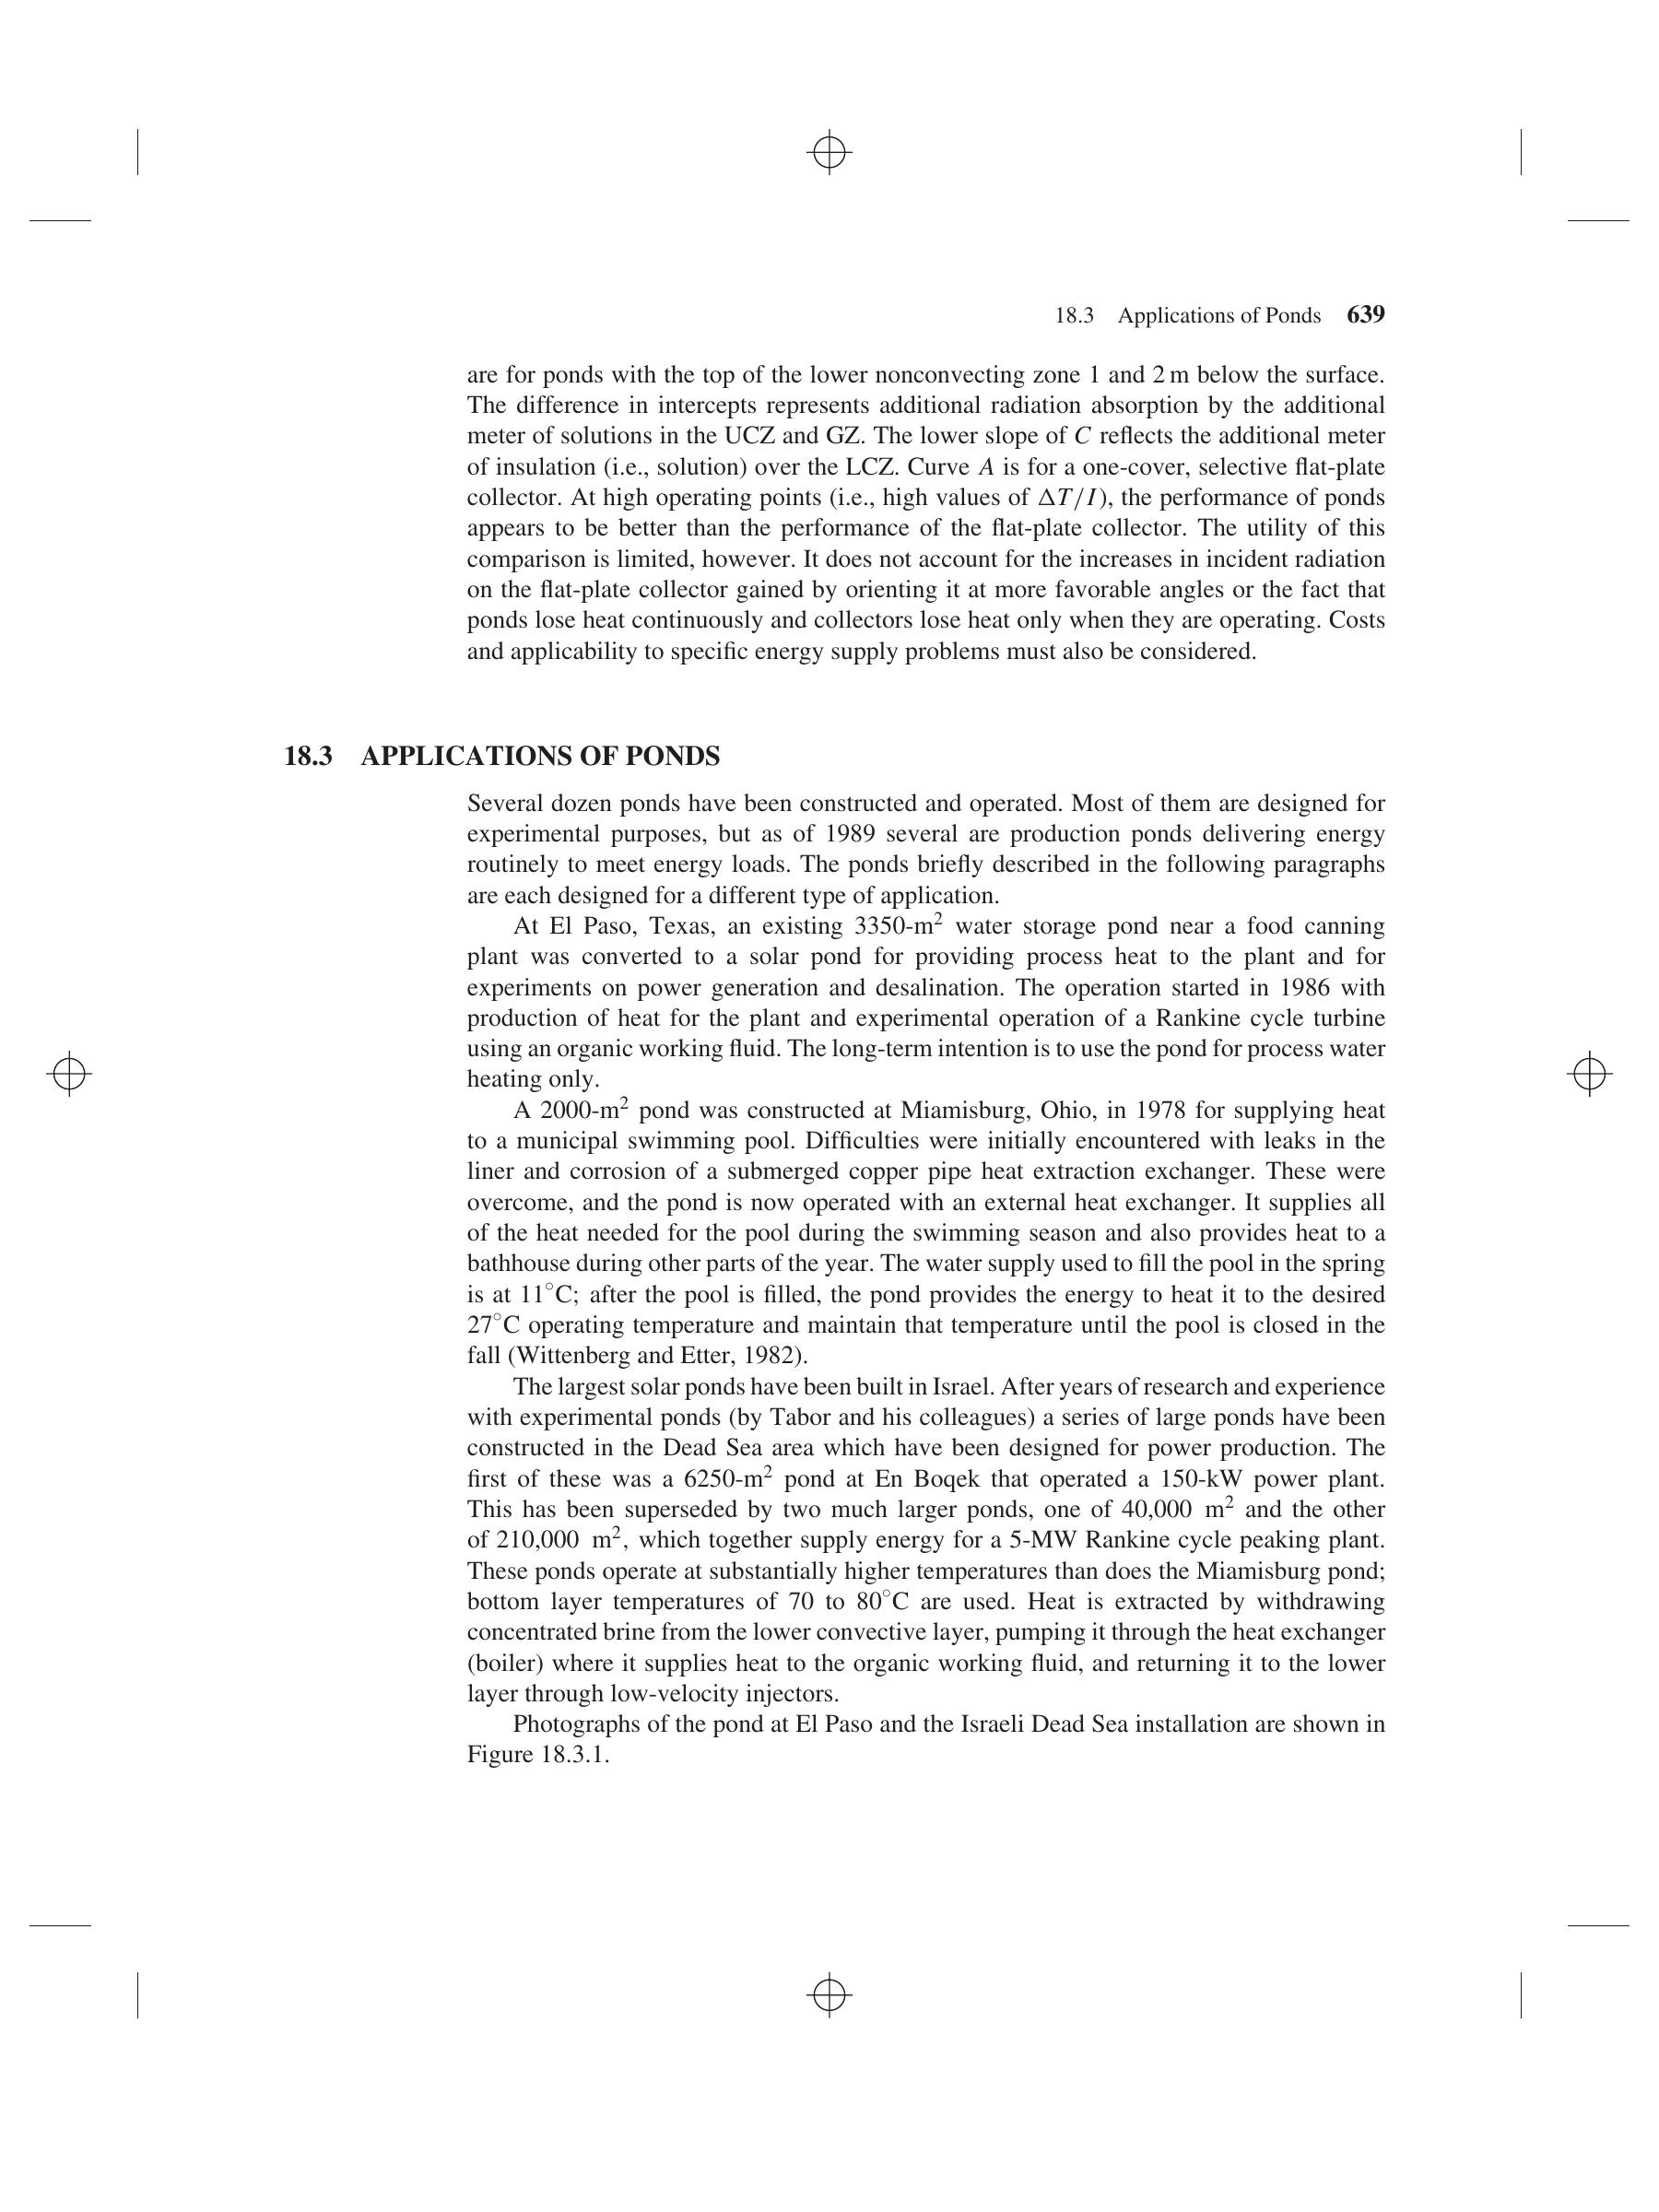 18.3 Applications of Ponds 639
are for ponds with the top of the lower nonconvecting zone 1 and 2 m below the surface.
The difference in intercepts represents additional radiation absorption by the additional
meter of solutions in the UCZ and GZ. The lower slope of C reflects the additional meter
of insulation (i.e., solution) over the LCZ. Curve A is for a one-cover, selective flat-plate
collector. At high operating points (i.e., high values of ΔT/I), the performance of ponds
appears to be better than the performance of the flat-plate collector. The utility of this
comparison is limited, however. It does not account for the increases in incident radiation
on the flat-plate collector gained by orienting it at more favorable angles or the fact that
ponds lose heat continuously and collectors lose heat only when they are operating. Costs
and applicability to specific energy supply problems must also be considered.
18.3 APPLICATIONS OF PONDS
Several dozen ponds have been constructed and operated. Most of them are designed for
experimental purposes, but as of 1989 several are production ponds delivering energy
routinely to meet energy loads. The ponds briefly described in the following paragraphs
are each designed for a different type of application.
At El Paso, Texas, an existing 3350-m² water storage pond near a food canning
plant was converted to a solar pond for providing process heat to the plant and for
experiments on power generation and desalination. The operation started in 1986 with
production of heat for the plant and experimental operation of a Rankine cycle turbine
using an organic working fluid. The long-term intention is to use the pond for process water
heating only.
A 2000-m² pond was constructed at Miamisburg, Ohio, in 1978 for supplying heat
to a municipal swimming pool. Difficulties were initially encountered with leaks in the
liner and corrosion of a submerged copper pipe heat extraction exchanger. These were
overcome, and the pond is now operated with an external heat exchanger. It supplies all
of the heat needed for the pool during the swimming season and also provides heat to a
bathhouse during other parts of the year. The water supply used to fill the pool in the spring
is at 11°C; after the pool is filled, the pond provides the energy to heat it to the desired
27°C operating temperature and maintain that temperature until the pool is closed in the
fall (Wittenberg and Etter, 1982).
The largest solar ponds have been built in Israel. After years of research and experience
with experimental ponds (by Tabor and his colleagues) a series of large ponds have been
constructed in the Dead Sea area which have been designed for power production. The
first of these was a 6250-m² pond at En Boqek that operated a 150-kW power plant.
This has been superseded by two much larger ponds, one of 40,000 m² and the other
of 210,000 m², which together supply energy for a 5-MW Rankine cycle peaking plant.
These ponds operate at substantially higher temperatures than does the Miamisburg pond;
bottom layer temperatures of 70 to 80°C are used. Heat is extracted by withdrawing
concentrated brine from the lower convective layer, pumping it through the heat exchanger
(boiler) where it supplies heat to the organic working fluid, and returning it to the lower
layer through low-velocity injectors.
Photographs of the pond at El Paso and the Israeli Dead Sea installation are shown in
Figure 18.3.1.